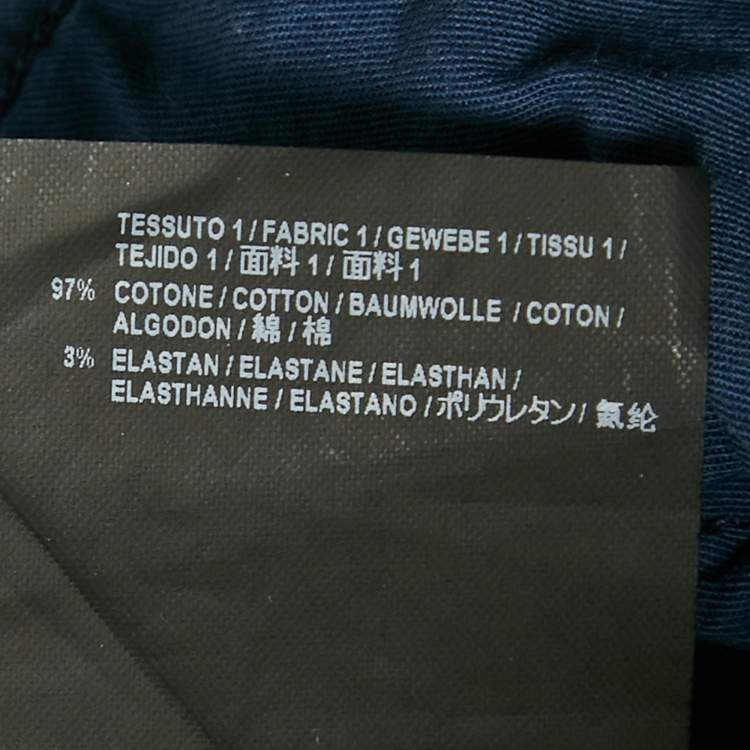 TESSUTO 1 / FABRIC 1 / GEWEBE 1 / TISSU 1 /
TEJIDO 1 / 面料 1 / 面料 1
97% COTONE / COTTON / BAUMWOLLE / COTON /
ALGODON / 綿 / 棉
3% ELASTAN / ELASTANE / ELASTHAN /
ELASTHANNE / ELASTANO / ポリウレタン / 氨纶